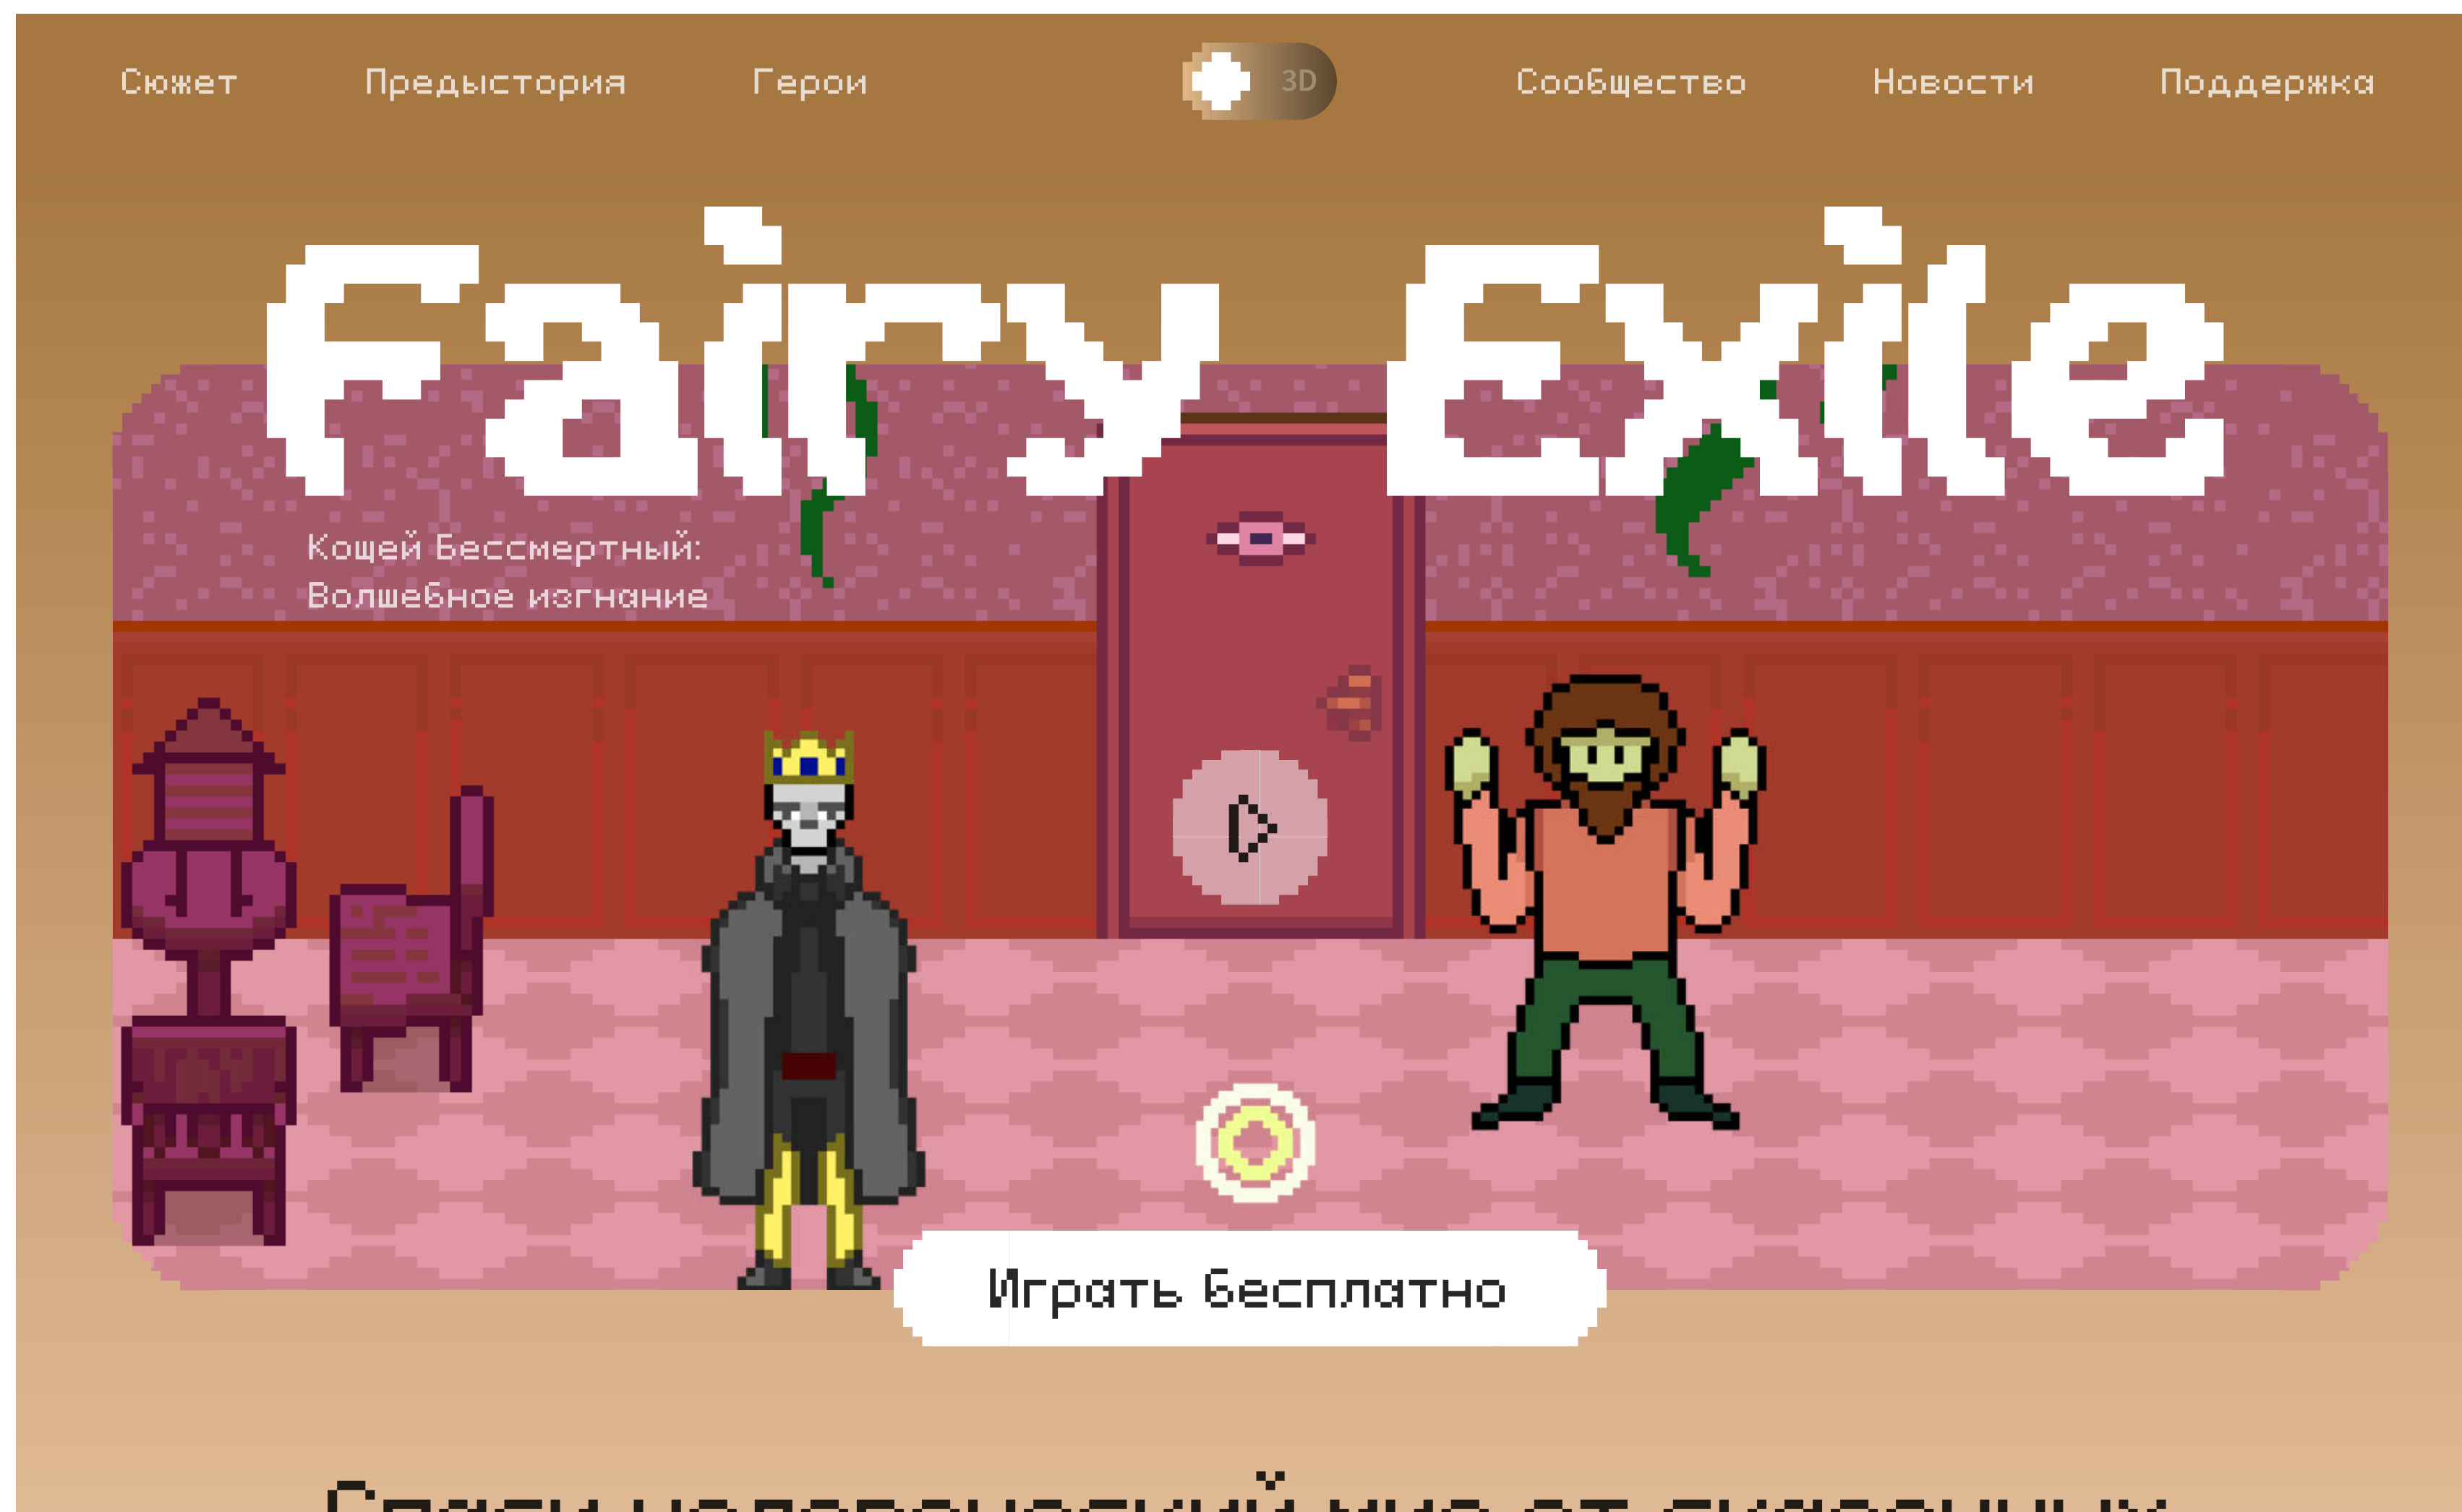 Сюжет Предыстория Герои 3D Сообщество Новости Поддержка
Fairy Exile
Кощей Бессмертный:
Волшебное изгнание
Играть бесплатно